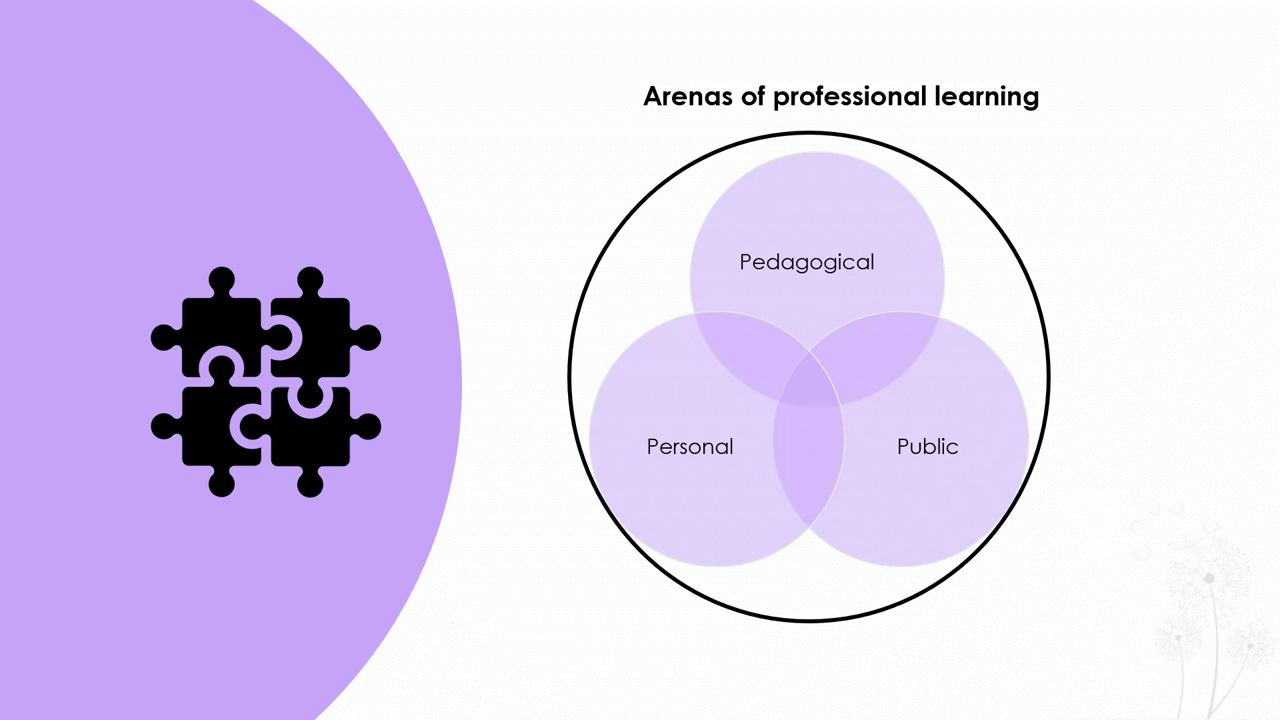 Arenas of professional learning
Pedagogical
Personal
Public